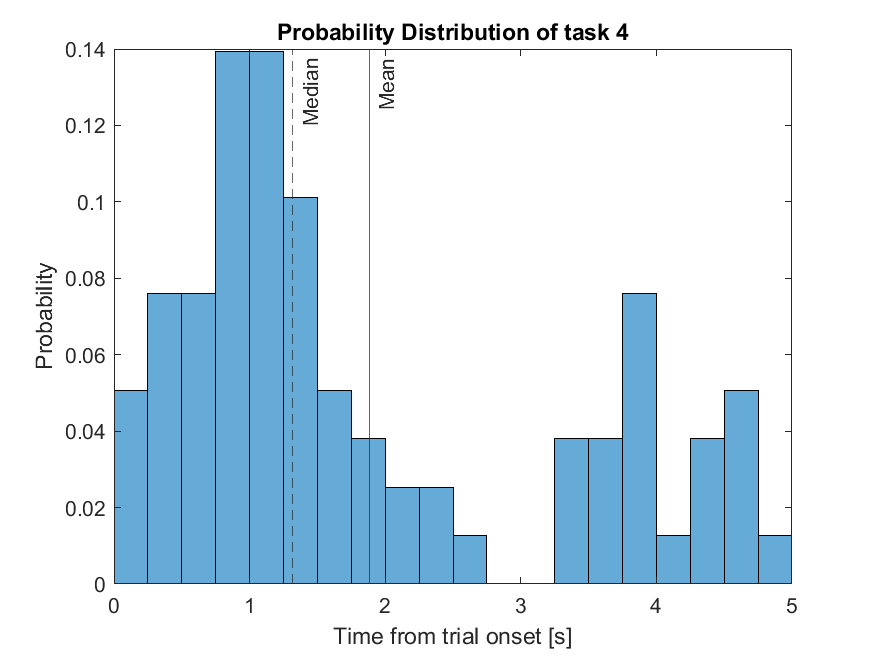 Probability Distribution of task 4
0.14
0.12
0.1
0.08
0.06
0.04
0.02
0
Probability
Median
Mean
0 1 2 3 4 5
Time from trial onset [s]